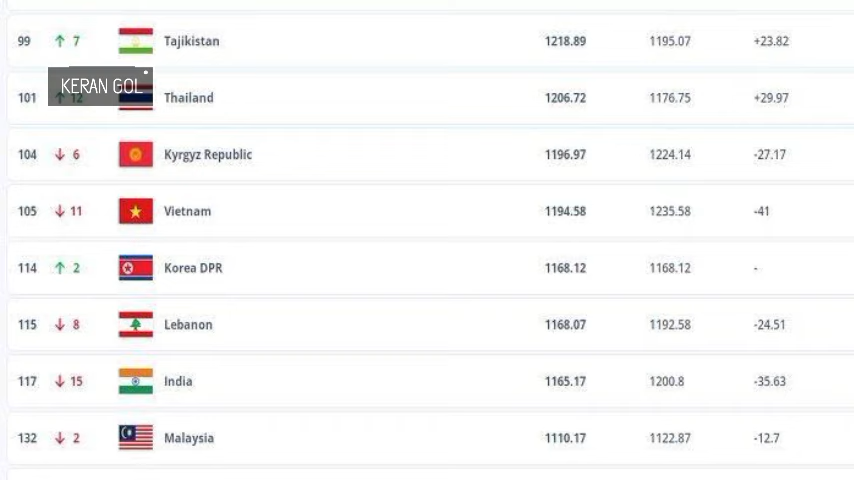 99 ↑ 7 Tajikistan 1218.89 1195.07 +23.82
KERAN GOL
101 ↑ 12 Thailand 1206.72 1176.75 +29.97
104 ↓ 6 Kyrgyz Republic 1196.97 1224.14 -27.17
105 ↓ 11 Vietnam 1194.58 1235.58 -41
114 ↑ 2 Korea DPR 1168.12 1168.12 -
115 ↓ 8 Lebanon 1168.07 1192.58 -24.51
117 ↓ 15 India 1165.17 1200.8 -35.63
132 ↓ 2 Malaysia 1110.17 1122.87 -12.7